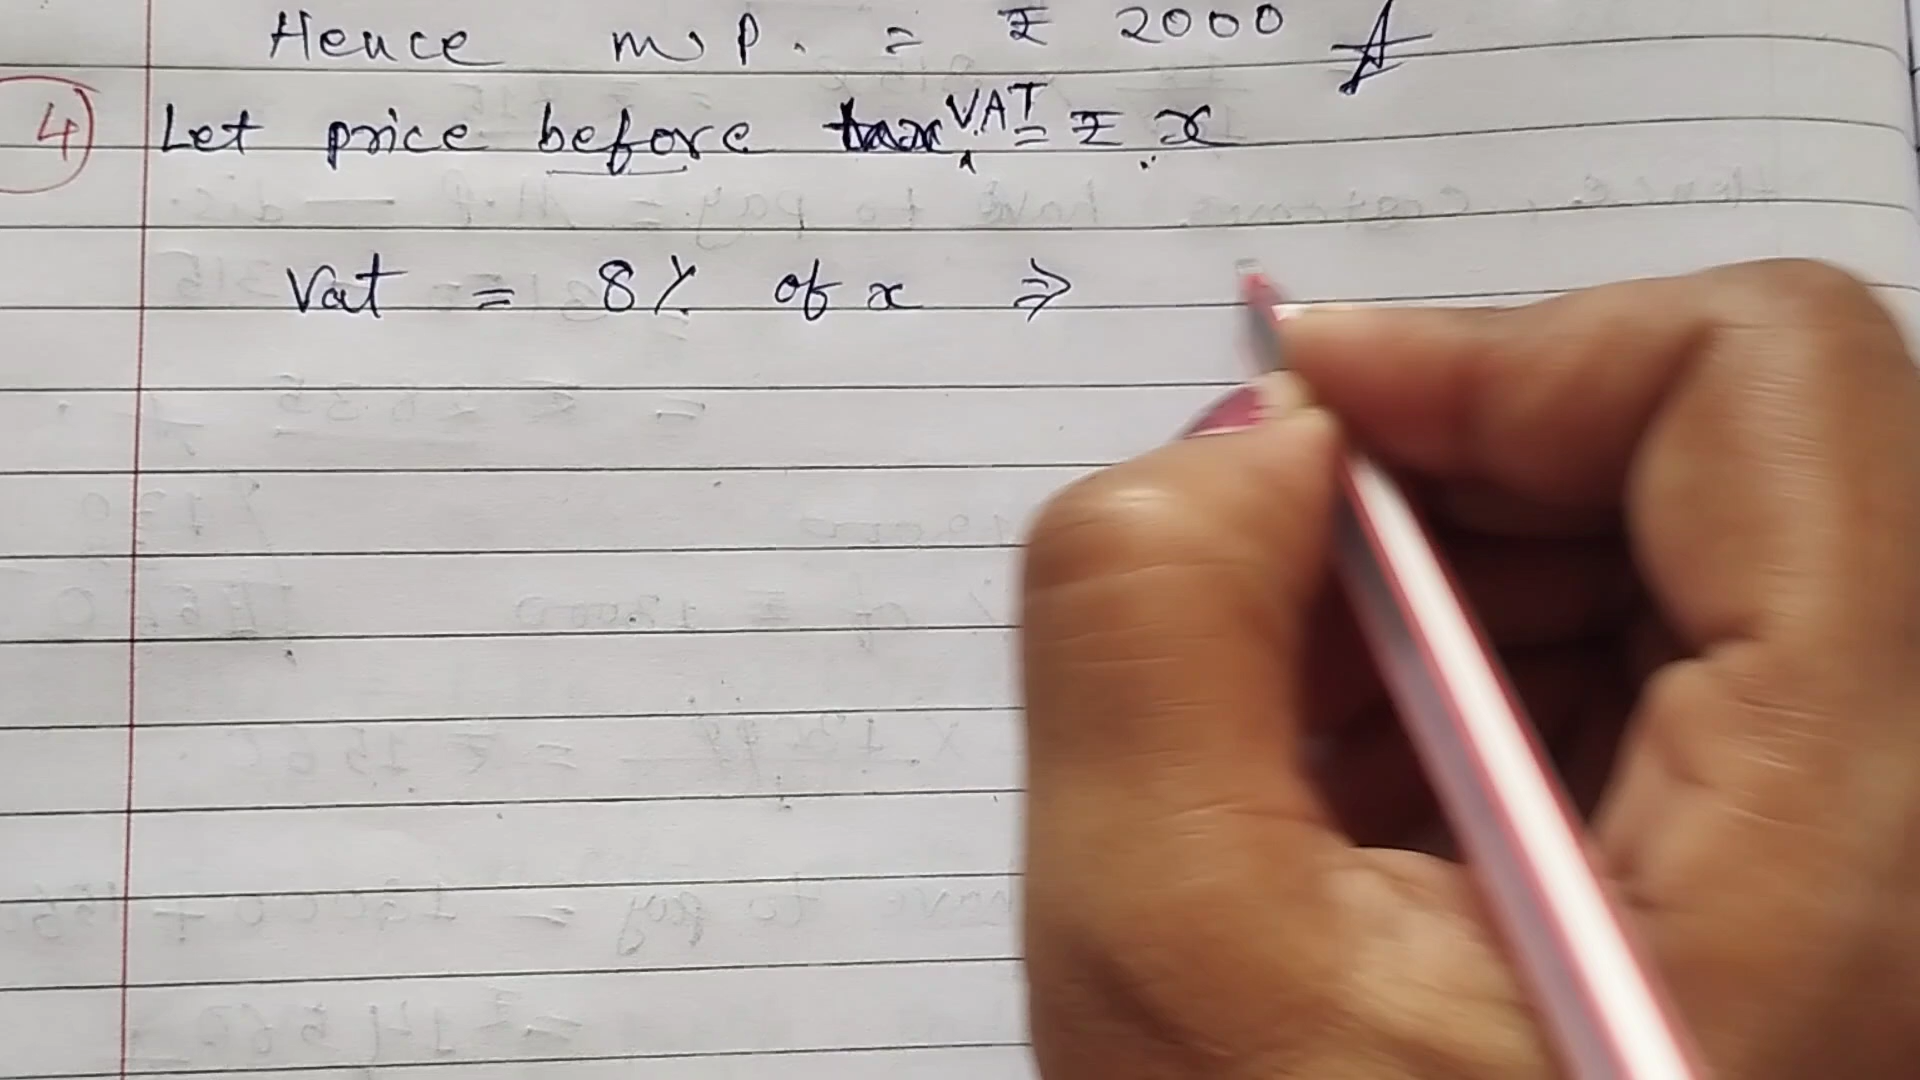 Hence m.P. = ₹ 2000
4) Let price before VAT = ₹ x
Vat = 8% of x ⇒